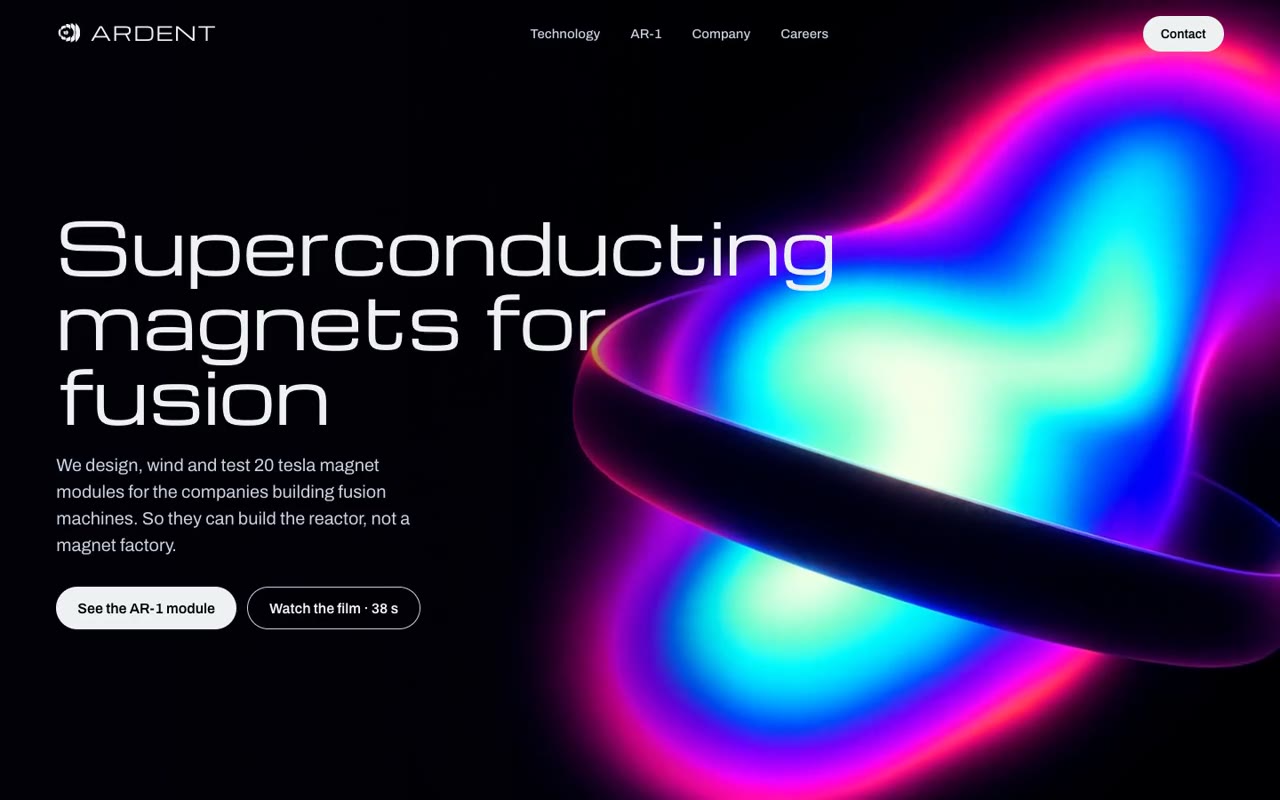 ARDENT
Technology
AR-1
Company
Careers
Contact
Superconducting
magnets for
fusion
We design, wind and test 20 tesla magnet
modules for the companies building fusion
machines. So they can build the reactor, not a
magnet factory.
See the AR-1 module
Watch the film · 38 s